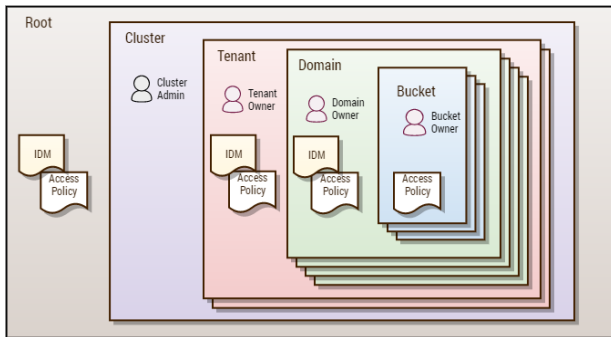 Root
Cluster
Tenant
Domain
Bucket
Cluster
Admin
Tenant
Owner
Domain
Owner
Bucket
Owner
IDM
Access
Policy
IDM
Access
Policy
IDM
Access
Policy
Access
Policy